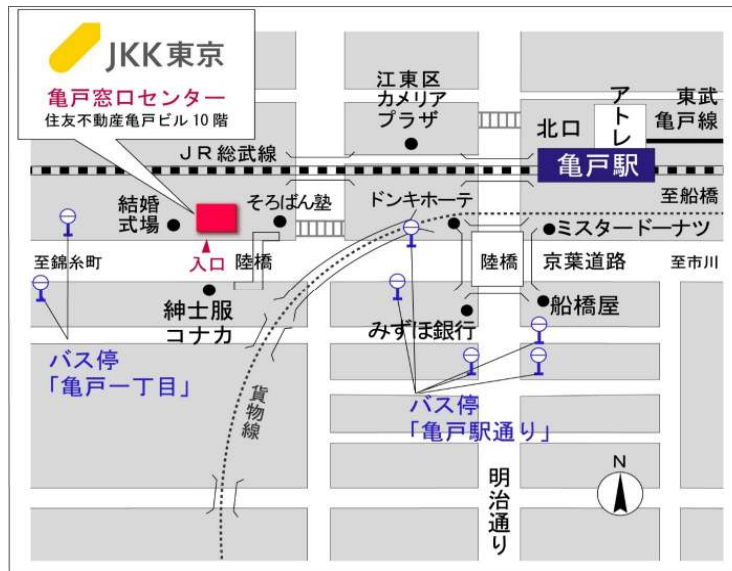 JKK東京
亀戸窓口センター
住友不動産亀戸ビル10階
江東区
カメリア
プラザ
アトレ
北口
東武
亀戸線
JR総武線
亀戸駅
至船橋
結婚
式場
そろばん塾
ドンキホーテ
ミスタードーナツ
至錦糸町
入口
陸橋
陸橋
京葉道路
至市川
紳士服
コナカ
みずほ銀行
船橋屋
バス停
「亀戸一丁目」
貨物線
バス停
「亀戸駅通り」
明治通り
N